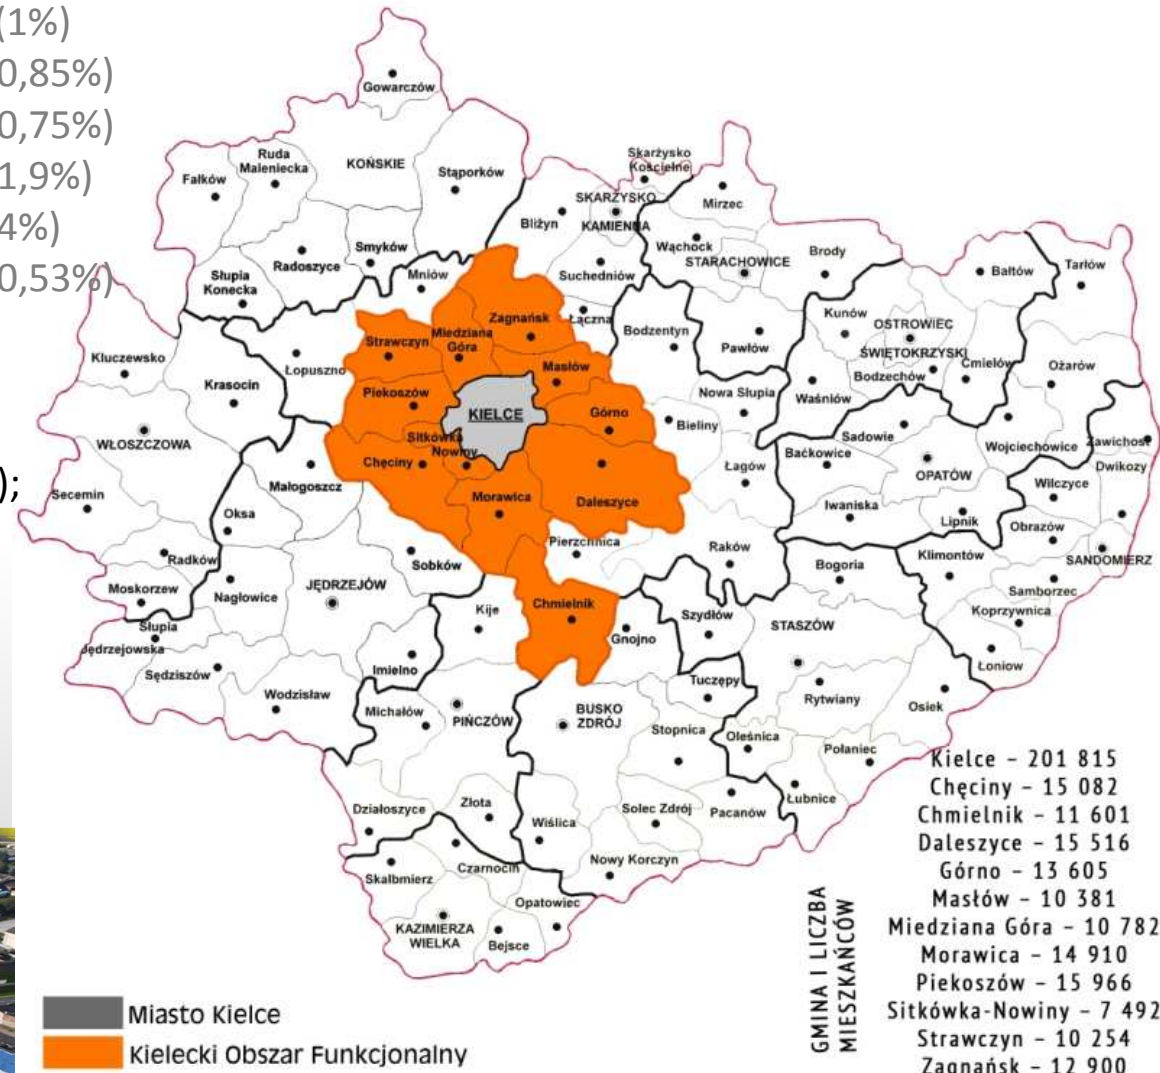 (1%)
0,85%)
0,75%)
1,9%)
4%)
0,53%)
);
Gowarczów
Ruda
Maleniecka
KOŃSKIE
Fałków
Stąporków
Skarżysko
Kościelne
SKARŻYSKO
KAMIENNA
Mirzec
Bliżyn
Wąchock
STARACHOWICE
Brody
Smyków
Radoszyce
Słupia
Konecka
Mniów
Suchedniów
Bałtów
Tarłów
Łączna
Bodzentyn
Pawłów
Kunów
OSTROWIEC
ŚWIĘTOKRZYSKI
Bodzechów
Ćmielów
Ożarów
Waśniów
Zagnańsk
Miedziana
Góra
Strawczyn
Masłów
Kluczewsko
Krasocin
Łopuszno
Piekoszów
KIELCE
Górno
Nowa Słupia
Bieliny
Sadowie
Wojciechowice
Zawichost
WŁOSZCZOWA
Sitkówka
Nowiny
Chęciny
Łagów
Baćkowice
OPATÓW
Dwikozy
Wilczyce
Secemin
Małogoszcz
Oksa
Morawica
Daleszyce
Iwaniska
Lipnik
Obrazów
Radków
Sobków
Pierzchnica
Raków
Bogoria
Klimontów
SANDOMIERZ
Moskorzew
Nagłowice
JĘDRZEJÓW
Kije
Chmielnik
Gnojno
Szydłów
STASZÓW
Samborzec
Koprzywnica
Słupia
Jędrzejowska
Sędziszów
Imielno
Łoniow
Wodzisław
Michałów
PIŃCZÓW
BUSKO
ZDRÓJ
Tuczępy
Rytwiany
Osiek
Stopnica
Oleśnica
Połaniec
Łubnice
Działoszyce
Złota
Wiślica
Solec Zdrój
Pacanów
Skalbmierz
Czarnocin
Nowy Korczyn
Opatowiec
KAZIMIERZA
WIELKA
Bejsce
GMINA I LICZBA
MIESZKAŃCÓW
Kielce – 201 815
Chęciny – 15 082
Chmielnik – 11 601
Daleszyce – 15 516
Górno – 13 605
Masłów – 10 381
Miedziana Góra – 10 782
Morawica – 14 910
Piekoszów – 15 966
Sitkówka-Nowiny – 7 492
Strawczyn – 10 254
Zagnańsk – 12 900
Miasto Kielce
Kielecki Obszar Funkcjonalny